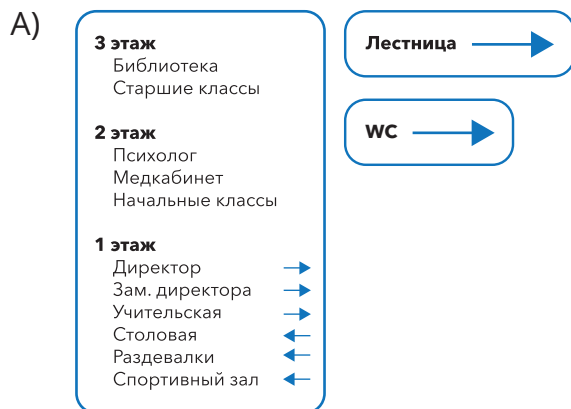 А)
3 этаж
Библиотека
Старшие классы
2 этаж
Психолог
Медкабинет
Начальные классы
1 этаж
Директор
Зам. директора
Учительская
Столовая
Раздевалки
Спортивный зал
Лестница
WC